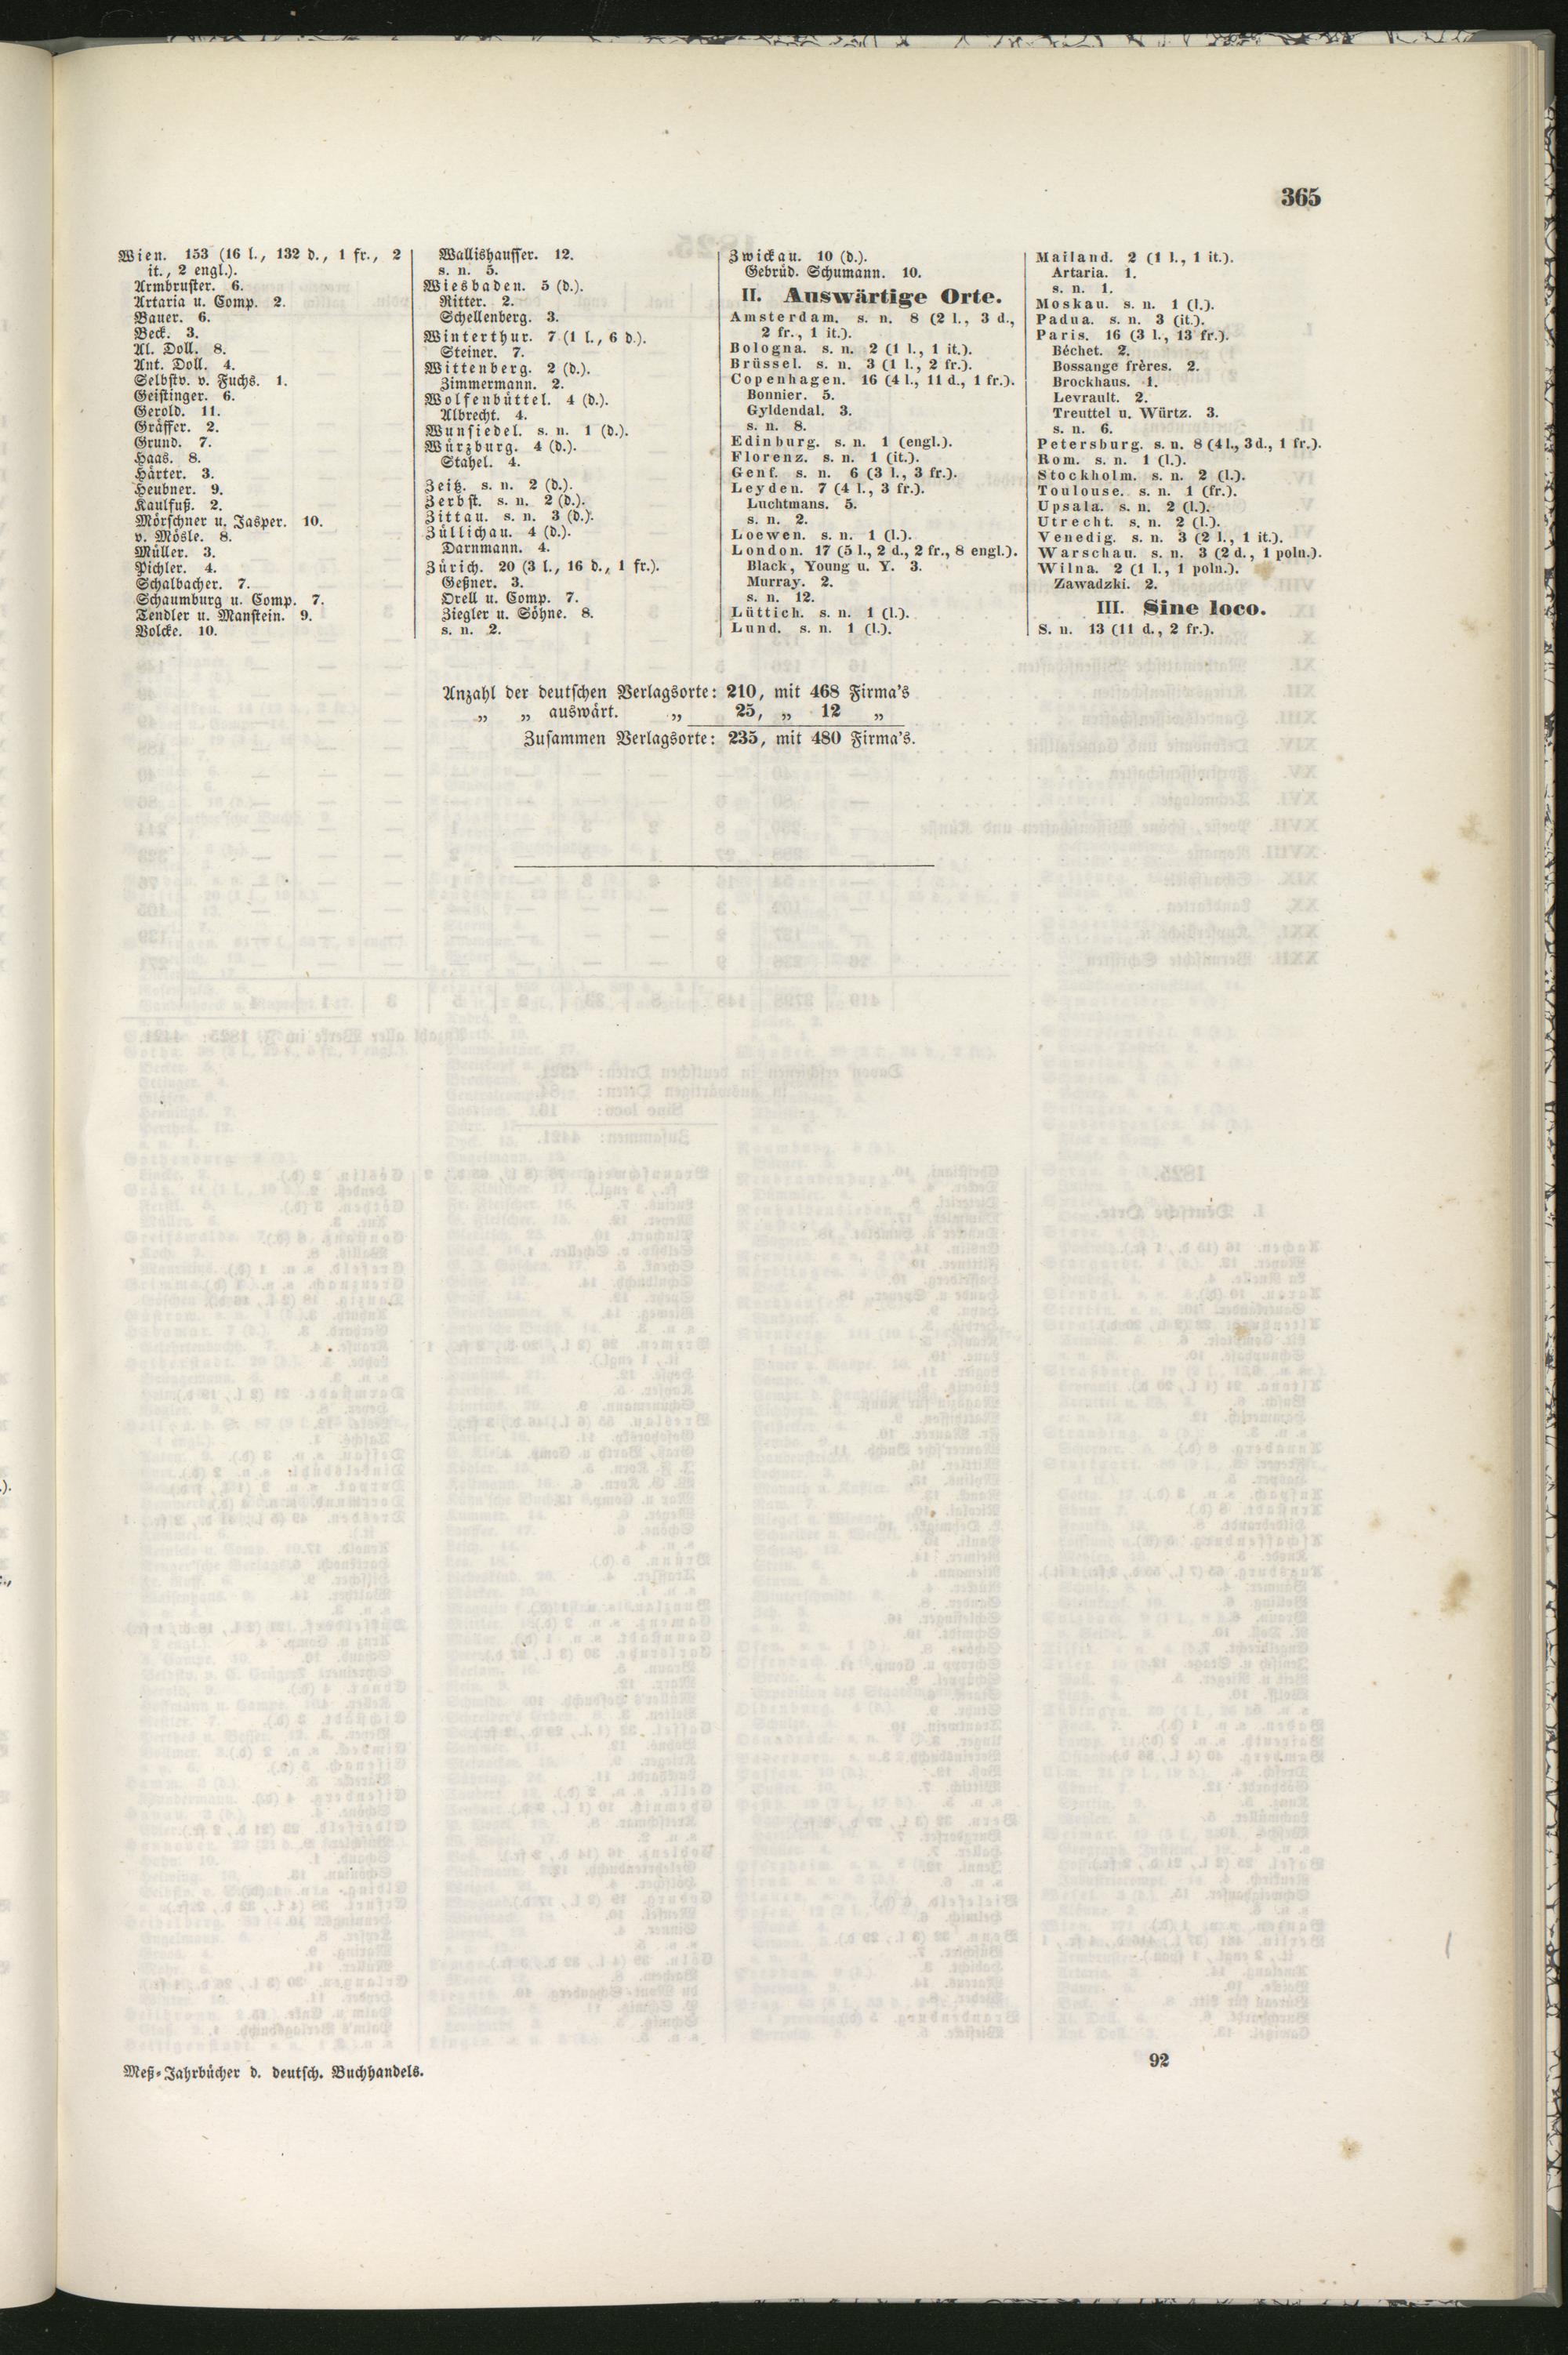 365
Wien. 153 (16 l., 132 d., 1 fr., 2
it., 2 engl.).
Armbruster. 6.
Artaria u. Comp. 2.
Bauer. 6.
Beck. 3.
Al. Doll. 8.
Ant. Doll. 4.
Selbstv. v. Fuchs. 1.
Geistinger. 6.
Gerold. 11.
Gräffer. 2.
Grund. 7.
Haas. 8.
Härter. 3.
Heubner. 9.
Kaulfuß. 2.
Mörschner u. Jasper. 10.
v. Mösle. 8.
Müller. 3.
Pichler. 4.
Schalbacher. 7.
Schaumburg u. Comp. 7.
Tendler u. Manstein. 9.
Volcke. 10.
Wallishausser. 12.
s. n. 5.
Wiesbaden. 5 (d.).
Ritter. 2.
Schellenberg. 3.
Winterthur. 7 (1 l., 6 d.).
Steiner. 7.
Wittenberg. 2 (d.).
Zimmermann. 2.
Wolfenbüttel. 4 (d.).
Albrecht. 4.
Wunsiedel. s. n. 1 (d.).
Würzburg. 4 (d.).
Stahel. 4.
Zeitz. s. n. 2 (d.).
Zerbst. s. n. 2 (d.).
Zittau. s. n. 3 (d.).
Züllichau. 4 (d.).
Darnmann. 4.
Zürich. 20 (3 l., 16 d., 1 fr.).
Geßner. 3.
Orell u. Comp. 7.
Ziegler u. Söhne. 8.
s. n. 2.
Zwickau. 10 (d.).
Gebrüd. Schumann. 10.
II. Auswärtige Orte.
Amsterdam. s. n. 8 (2 l., 3 d.,
2 fr., 1 it.).
Bologna. s. n. 2 (1 l., 1 it.).
Brüssel. s. n. 3 (1 l., 2 fr.).
Copenhagen. 16 (4 l., 11 d., 1 fr.).
Bonnier. 5.
Gyldendal. 3.
s. n. 8.
Edinburg. s. n. 1 (engl.).
Florenz. s. n. 1 (it.).
Genf. s. n. 6 (3 l., 3 fr.).
Leyden. 7 (4 l., 3 fr.).
Luchtmans. 5.
s. n. 2.
Loewen. s. n. 1 (l.).
London. 17 (5 l., 2 d., 2 fr., 8 engl.).
Black, Young u. Y. 3.
Murray. 2.
s. n. 12.
Lüttich. s. n. 1 (l.).
Lund. s. n. 1 (l.).
Mailand. 2 (1 l., 1 it.).
Artaria. 1.
s. n. 1.
Moskau. s. n. 1 (l.).
Padua. s. n. 3 (it.).
Paris. 16 (3 l., 13 fr.).
Béchet. 2.
Bossange frères. 2.
Brockhaus. 1.
Levrault. 2.
Treuttel u. Würtz. 3.
s. n. 6.
Petersburg. s. n. 8 (4 l., 3 d., 1 fr.).
Rom. s. n. 1 (l.).
Stockholm. s. n. 2 (l.).
Toulouse. s. n. 1 (fr.).
Upsala. s. n. 2 (l.).
Utrecht. s. n. 2 (l.).
Venedig. s. n. 3 (2 l., 1 it.).
Warschau. s. n. 3 (2 d., 1 poln.).
Wilna. 2 (1 l., 1 poln.).
Zawadzki. 2.
III. Sine loco.
S. n. 13 (11 d., 2 fr.).
Anzahl der deutschen Verlagsorte: 210, mit 468 Firma's
„ „ auswärt. „ 25, „ 12 „
Zusammen Verlagsorte: 235, mit 480 Firma's.
Meß-Jahrbücher d. deutsch. Buchhandels.
92